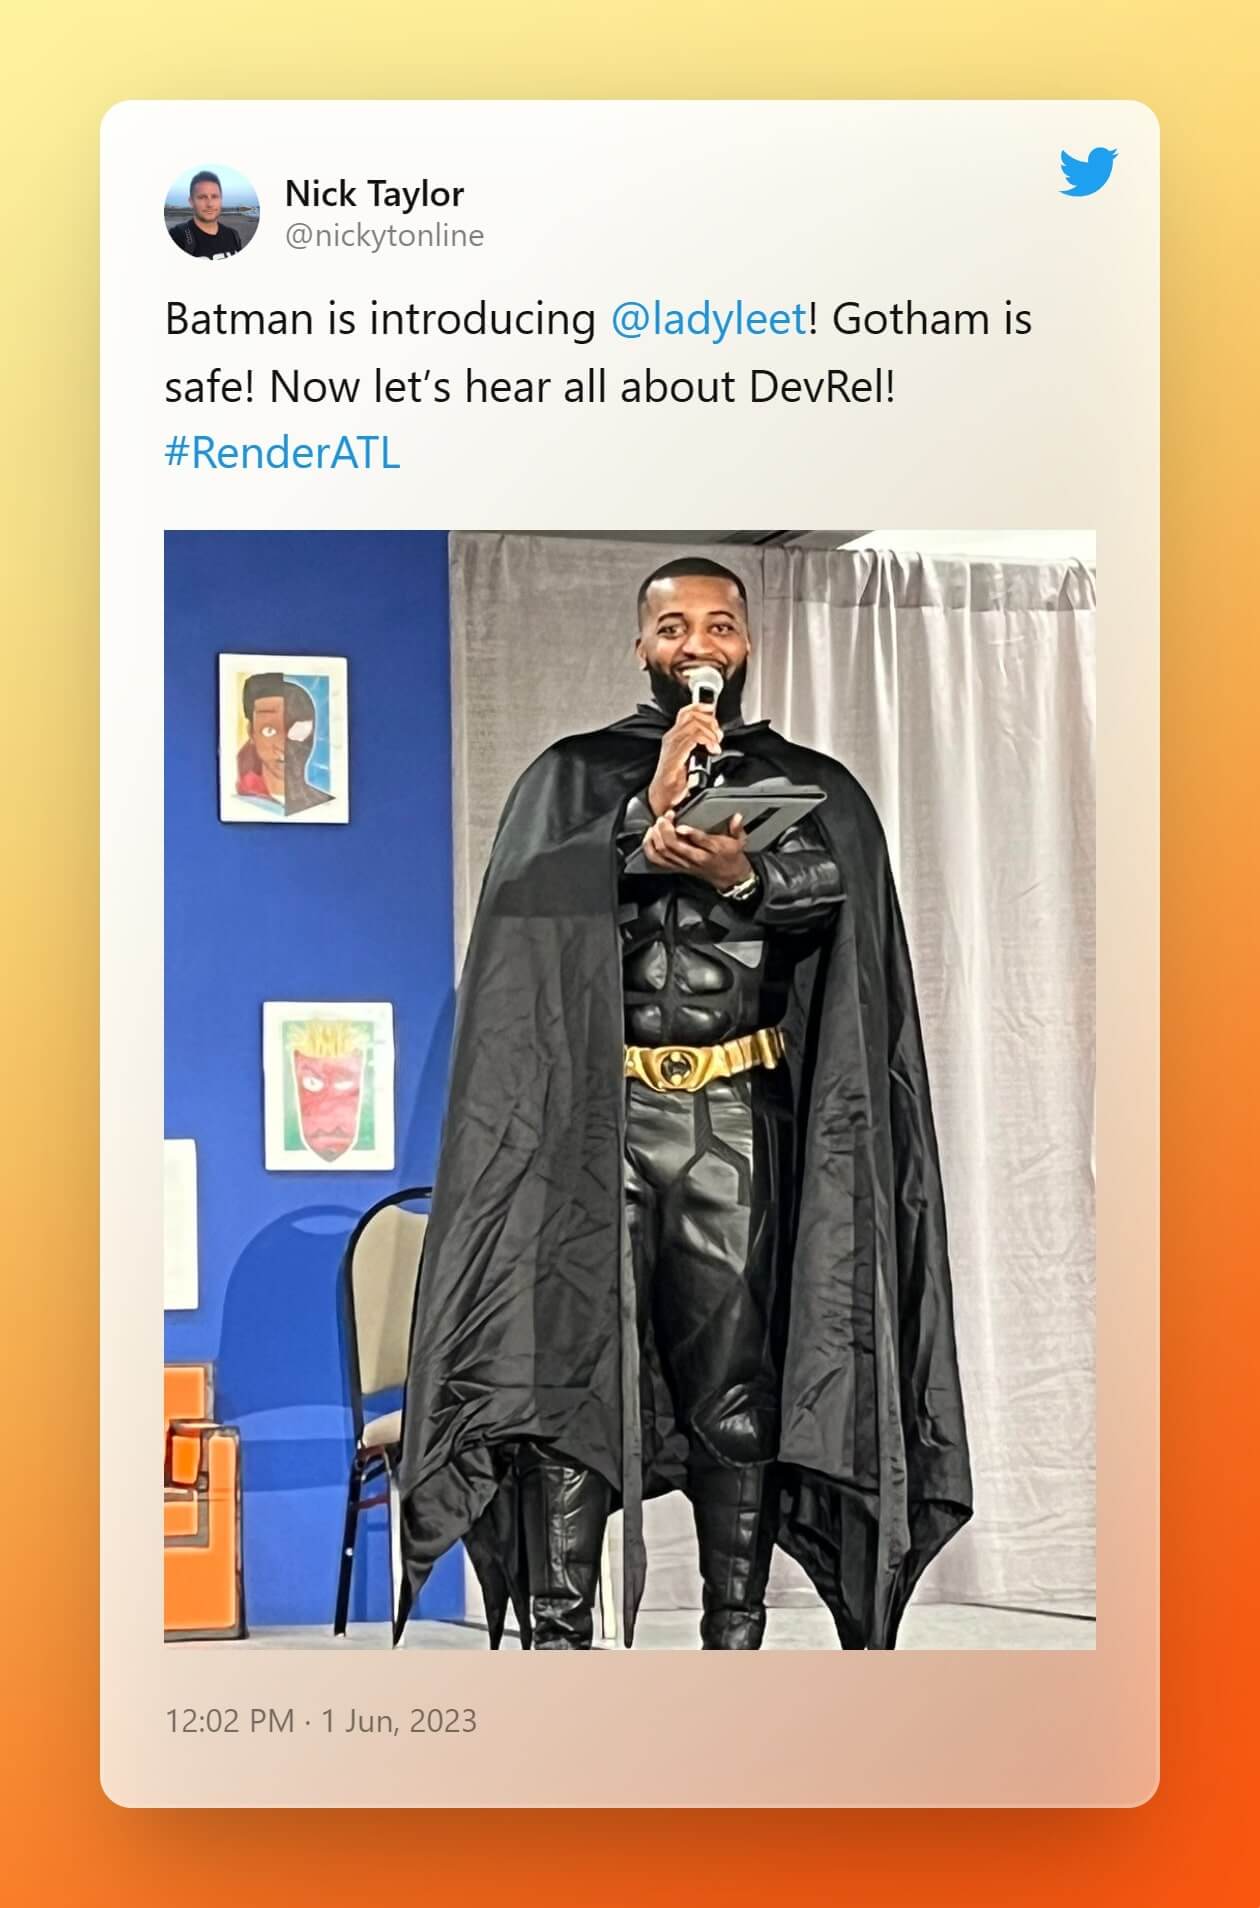 Nick Taylor
@nickytonline
Batman is introducing @ladyleet! Gotham is
safe! Now let’s hear all about DevRel!
#RenderATL
12:02 PM · 1 Jun, 2023